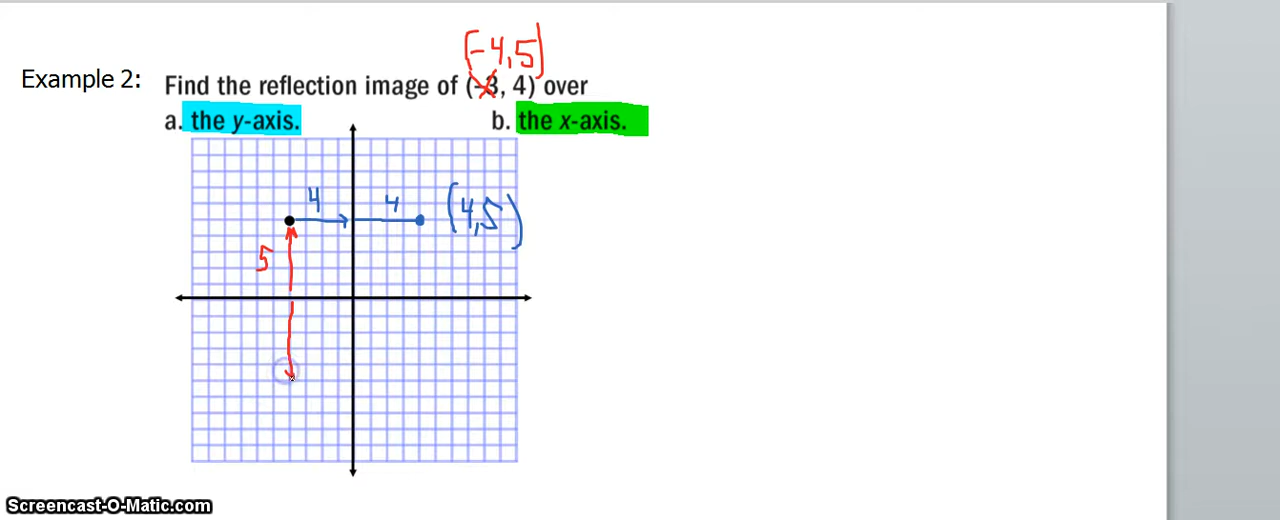 (-4,5)
Example 2: Find the reflection image of (-3, 4) over
a. the y-axis. b. the x-axis.
4 4 (4,5)
5
Screencast-O-Matic.com